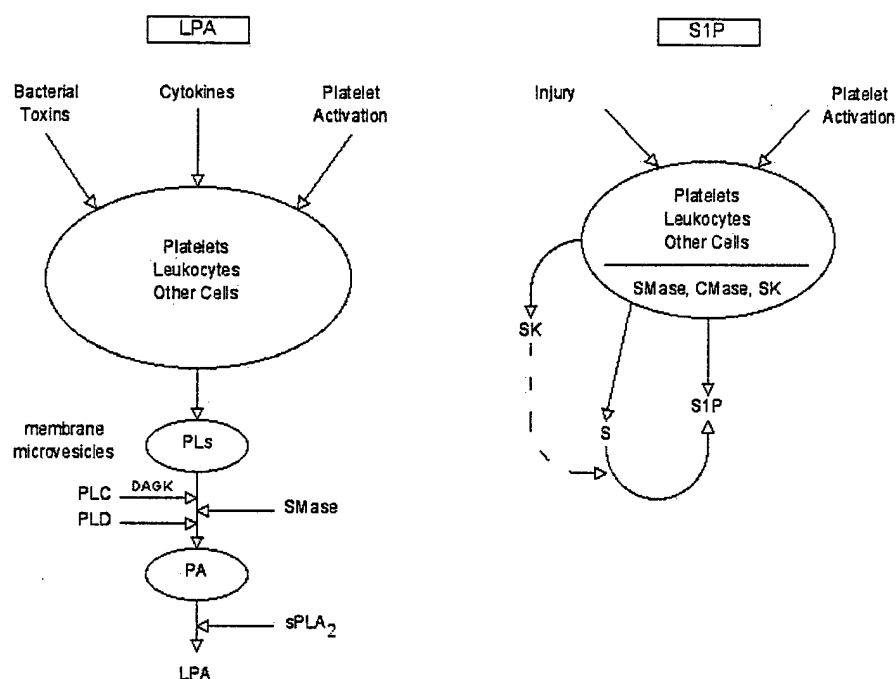 LPA
Bacterial
Toxins
Cytokines
Platelet
Activation
Platelets
Leukocytes
Other Cells
membrane
microvesicles
PLs
PLC
DAGK
PLD
SMase
PA
sPLA2
LPA
S1P
Injury
Platelet
Activation
Platelets
Leukocytes
Other Cells
SMase, CMase, SK
SK
S
S1P